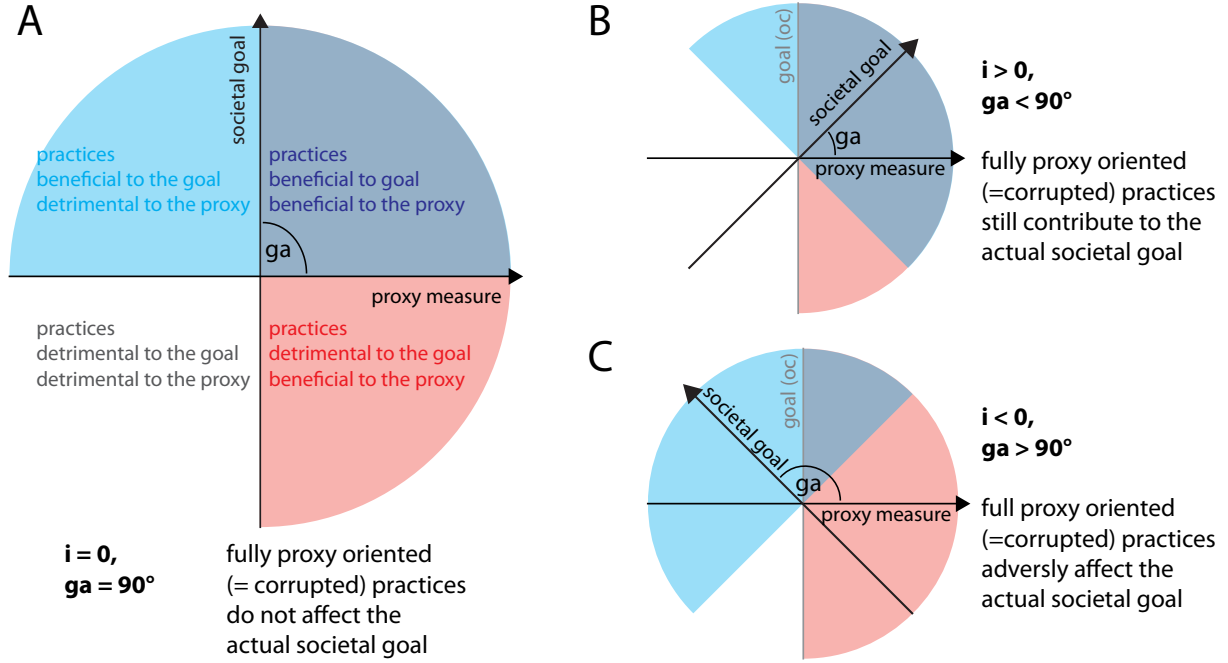 A
societal goal
practices
beneficial to the goal
detrimental to the proxy
practices
beneficial to goal
beneficial to the proxy
ga
proxy measure
practices
detrimental to the goal
detrimental to the proxy
practices
detrimental to the goal
beneficial to the proxy
i = 0,
ga = 90°
fully proxy oriented
(= corrupted) practices
do not affect the
actual societal goal
B
goal (oc)
societal goal
ga
proxy measure
i > 0,
ga < 90°
fully proxy oriented
(=corrupted) practices
still contribute to the
actual societal goal
C
goal (oc)
societal goal
ga
proxy measure
i < 0,
ga > 90°
full proxy oriented
(=corrupted) practices
adversly affect the
actual societal goal